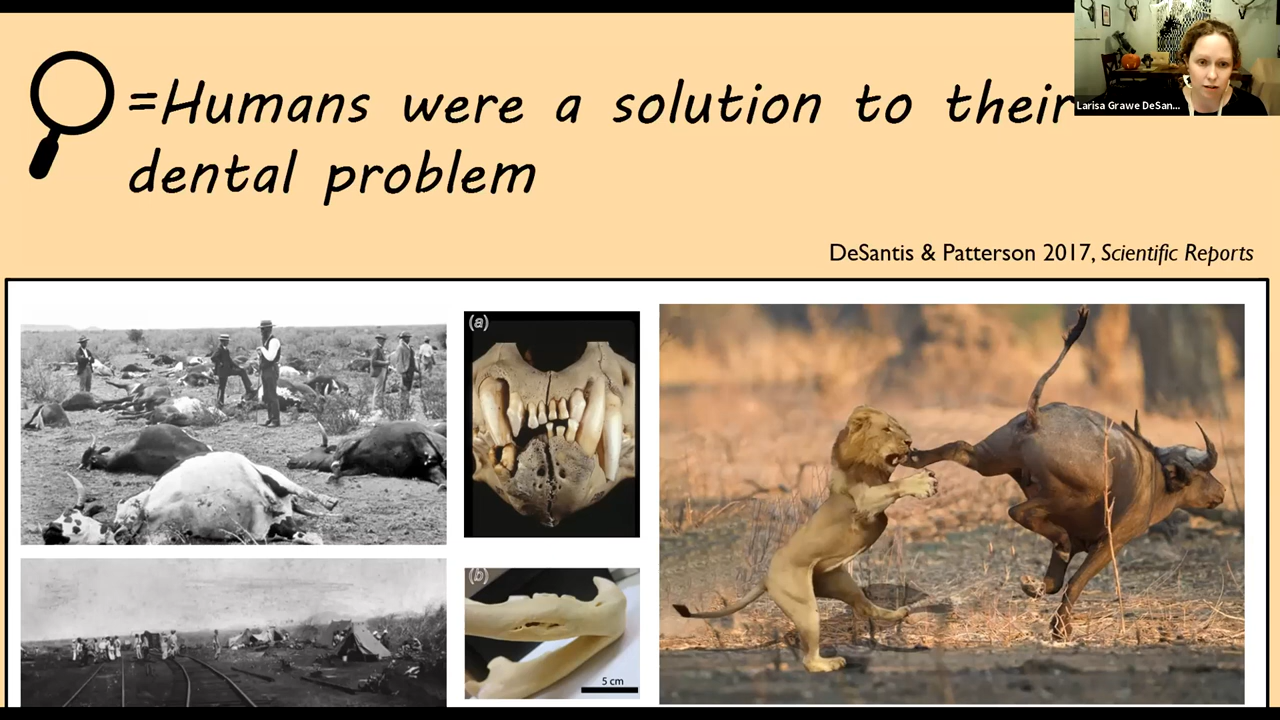 =Humans were a solution to their
dental problem
Larisa Grawe DeSan...
DeSantis & Patterson 2017, Scientific Reports
(a)
(b)
5 cm